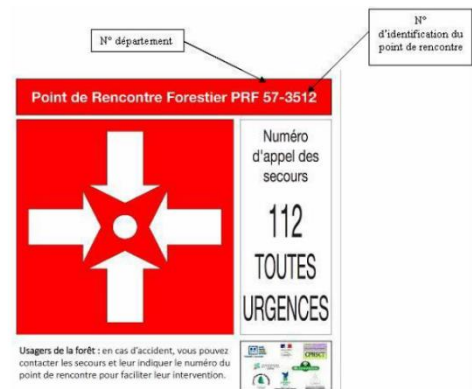 N° département
N°
d'identification du
point de rencontre
Point de Rencontre Forestier PRF 57-3512
Numéro
d'appel des
secours
112
TOUTES
URGENCES
Usagers de la forêt : en cas d'accident, vous pouvez
contacter les secours et leur indiquer le numéro du
point de rencontre pour faciliter leur intervention.